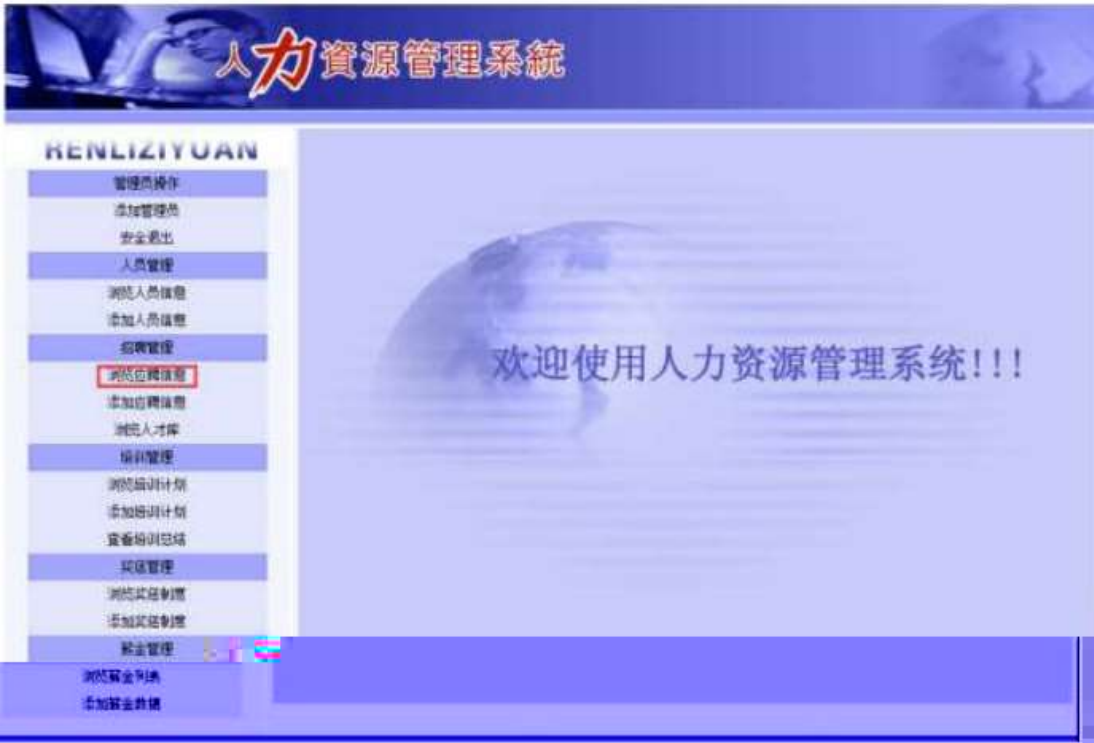 人力資源管理系統
RENLIZIYUAN
管理员操作
添加管理员
安全退出
人员管理
浏览人员信息
添加人员信息
招聘管理
浏览应聘信息
添加应聘信息
浏览人才库
培训管理
浏览培训计划
添加培训计划
查看培训总结
奖惩管理
浏览奖惩制度
添加奖惩制度
薪金管理
浏览薪金列表
添加薪金数据
欢迎使用人力资源管理系统!!!